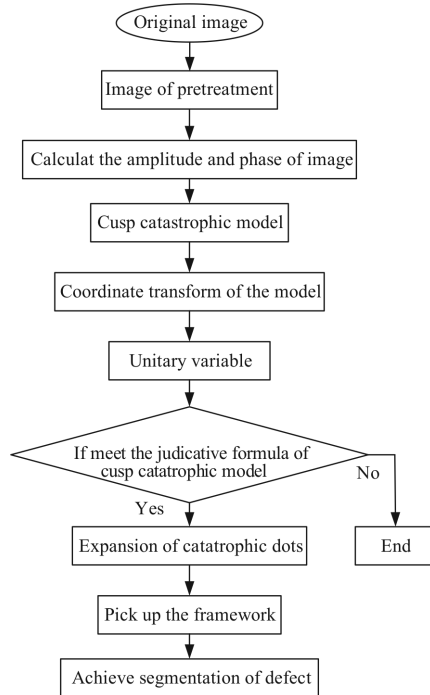 Original image
Image of pretreatment
Calculat the amplitude and phase of image
Cusp catastrophic model
Coordinate transform of the model
Unitary variable
If meet the judicative formula of
cusp catatrophic model
No
Yes
Expansion of catatrophic dots
End
Pick up the framework
Achieve segmentation of defect